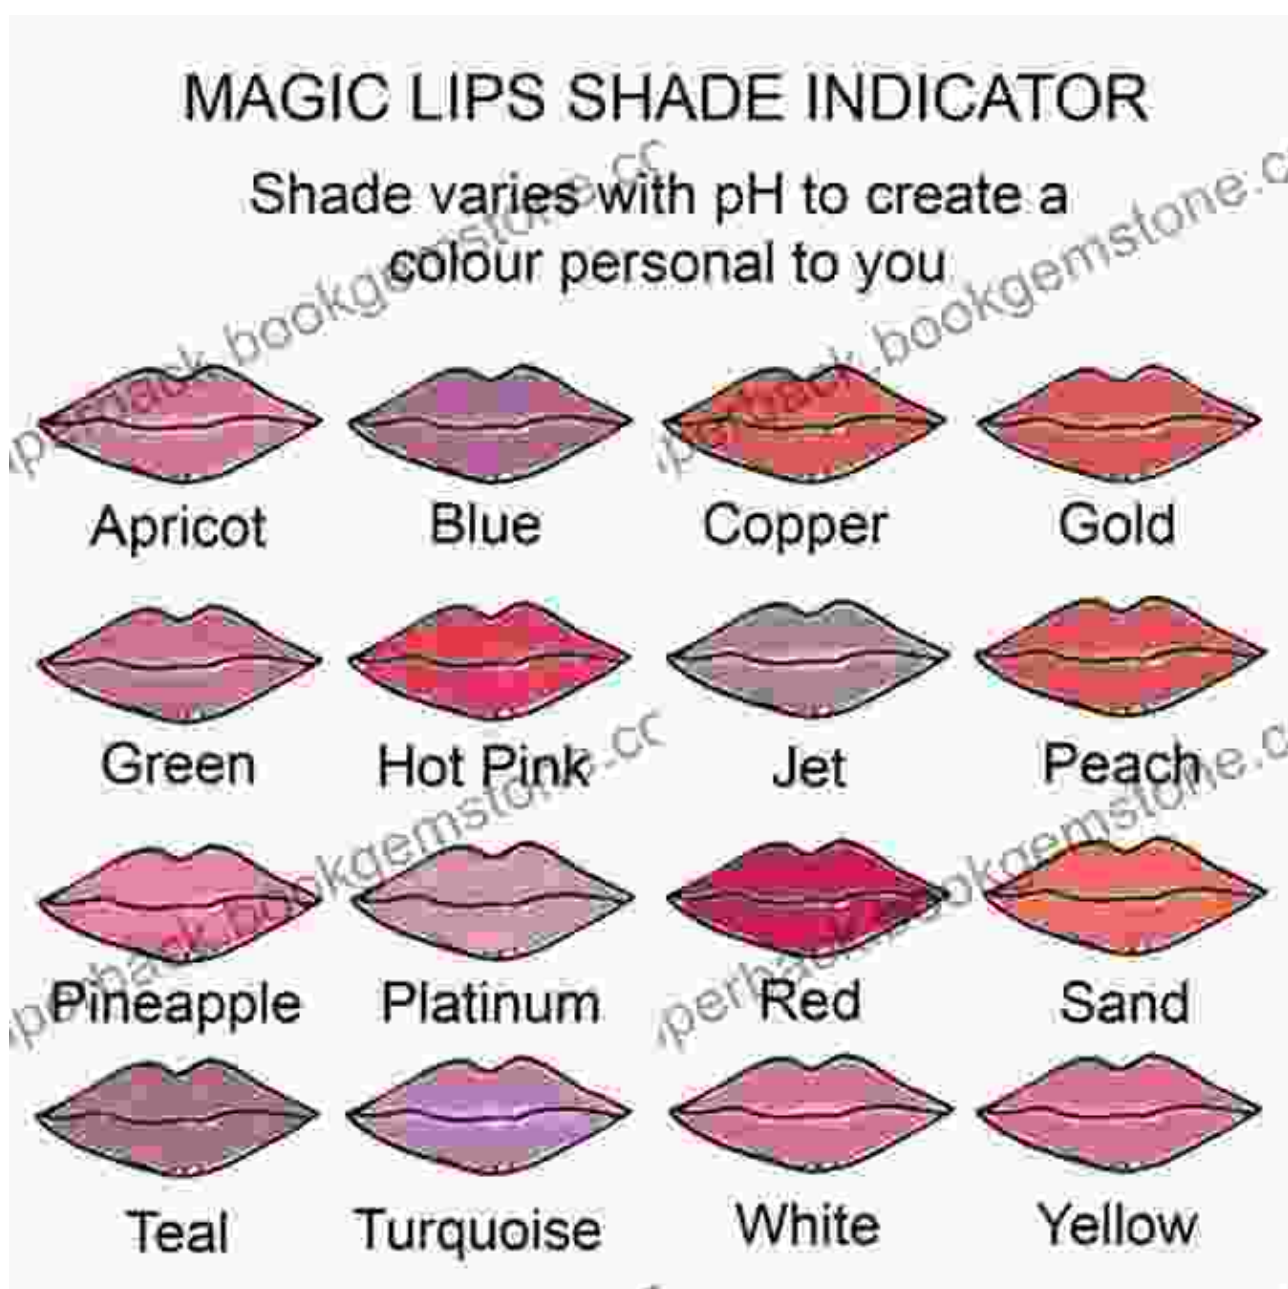 MAGIC LIPS SHADE INDICATOR
Shade varies with pH to create a
colour personal to you
Apricot Blue Copper Gold
Green Hot Pink Jet Peach
Pineapple Platinum Red Sand
Teal Turquoise White Yellow